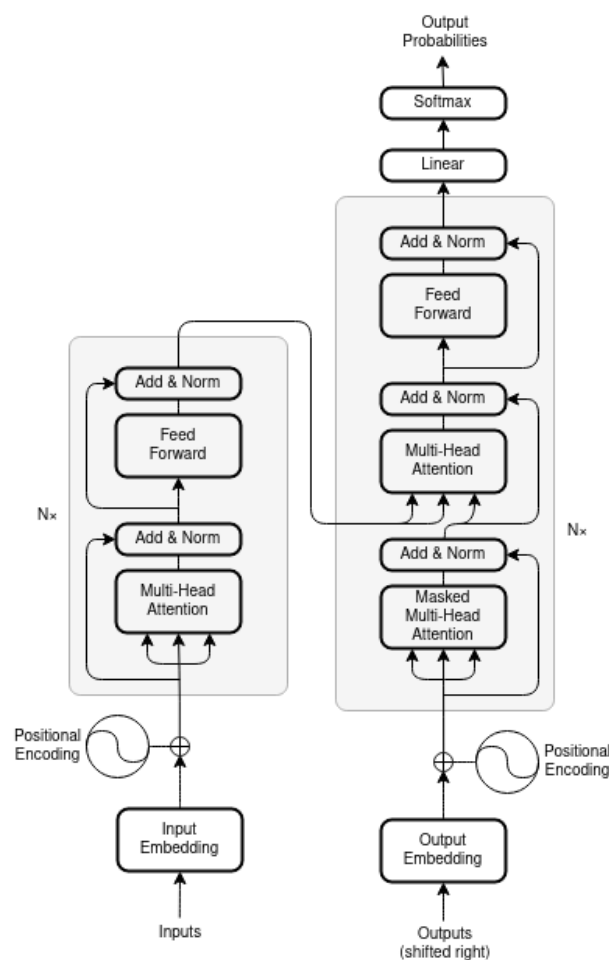 Output
Probabilities
Softmax
Linear
Add & Norm
Feed
Forward
Add & Norm
Multi-Head
Attention
Add & Norm
Masked
Multi-Head
Attention
N×
Positional
Encoding
Output
Embedding
Outputs
(shifted right)
Add & Norm
Feed
Forward
N×
Add & Norm
Multi-Head
Attention
Positional
Encoding
Input
Embedding
Inputs